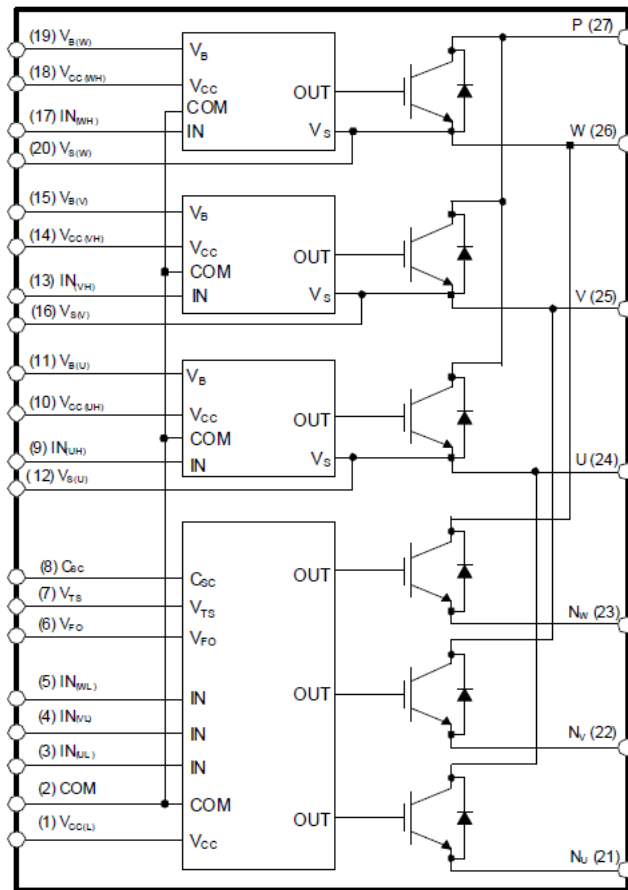 (19) VB(W)
VB
P (27)
(18) VCC(WH)
VCC
OUT
COM
(17) IN(WH)
IN
VS
W (26)
(20) VS(W)
(15) VB(V)
VB
(14) VCC(VH)
VCC
OUT
COM
(13) IN(VH)
IN
VS
V (25)
(16) VS(V)
(11) VB(U)
VB
(10) VCC(UH)
VCC
OUT
COM
(9) IN(UH)
IN
VS
U (24)
(12) VS(U)
(8) CSC
CSC
OUT
(7) VTS
VTS
(6) VFO
VFO
NW (23)
(5) IN(WL)
IN
OUT
(4) IN(VL)
IN
NV (22)
(3) IN(UL)
IN
(2) COM
COM
OUT
(1) VCC(L)
VCC
NU (21)